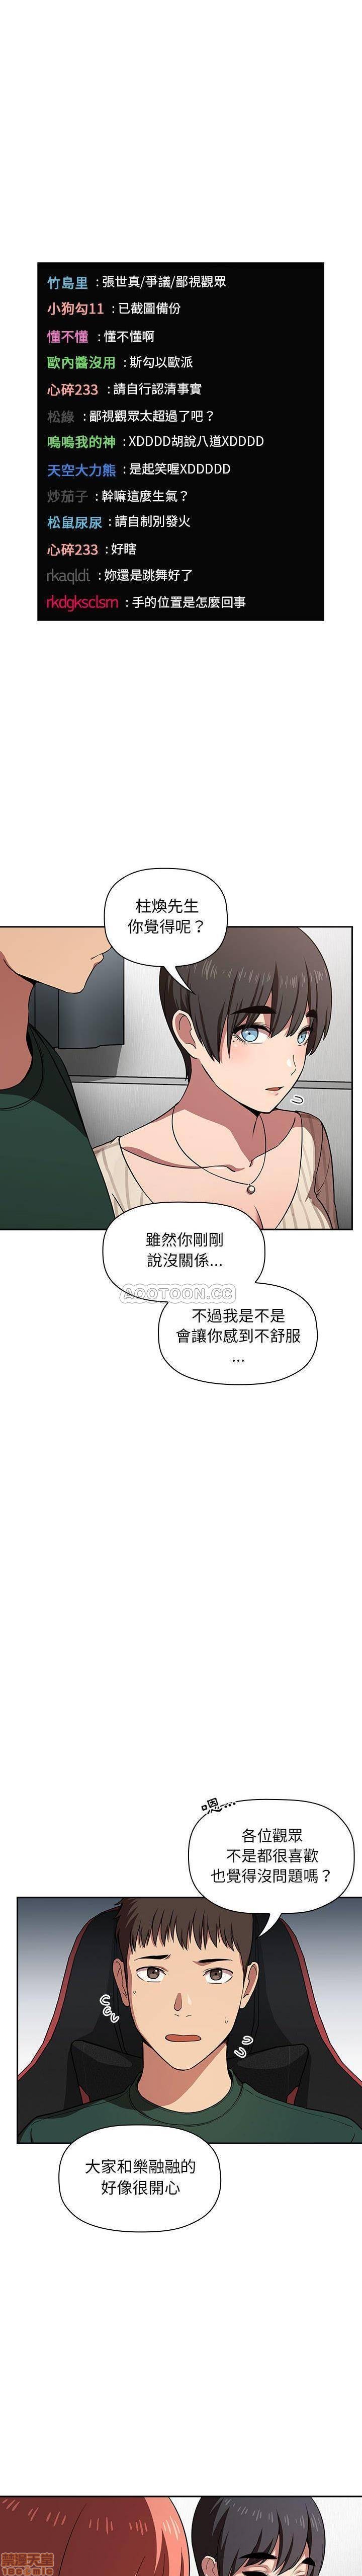 竹島里 : 張世真/爭議/鄙視觀眾
小狗勾11 : 已截圖備份
懂不懂 : 懂不懂啊
歐內醬沒用 : 斯勾以歐派
心碎233 : 請自行認清事實
松綠 : 鄙視觀眾太超過了吧？
嗚嗚我的神 : XDDDD胡說八道XDDDD
天空大力熊 : 是起笑喔XDDDDD
炒茄子 : 幹嘛這麼生氣？
松鼠尿尿 : 請自制別發火
心碎233 : 好瞎
rkaqldi : 妳還是跳舞好了
rkdgksclsm : 手的位置是怎麼回事
柱煥先生
你覺得呢？
雖然你剛剛
說沒關係...
AOOTOON.COM
不過我是不是
會讓你感到不舒服
...
嗯...
各位觀眾
不是都很喜歡
也覺得沒問題嗎？
大家和樂融融的
好像很開心
禁漫天堂
18COMIC